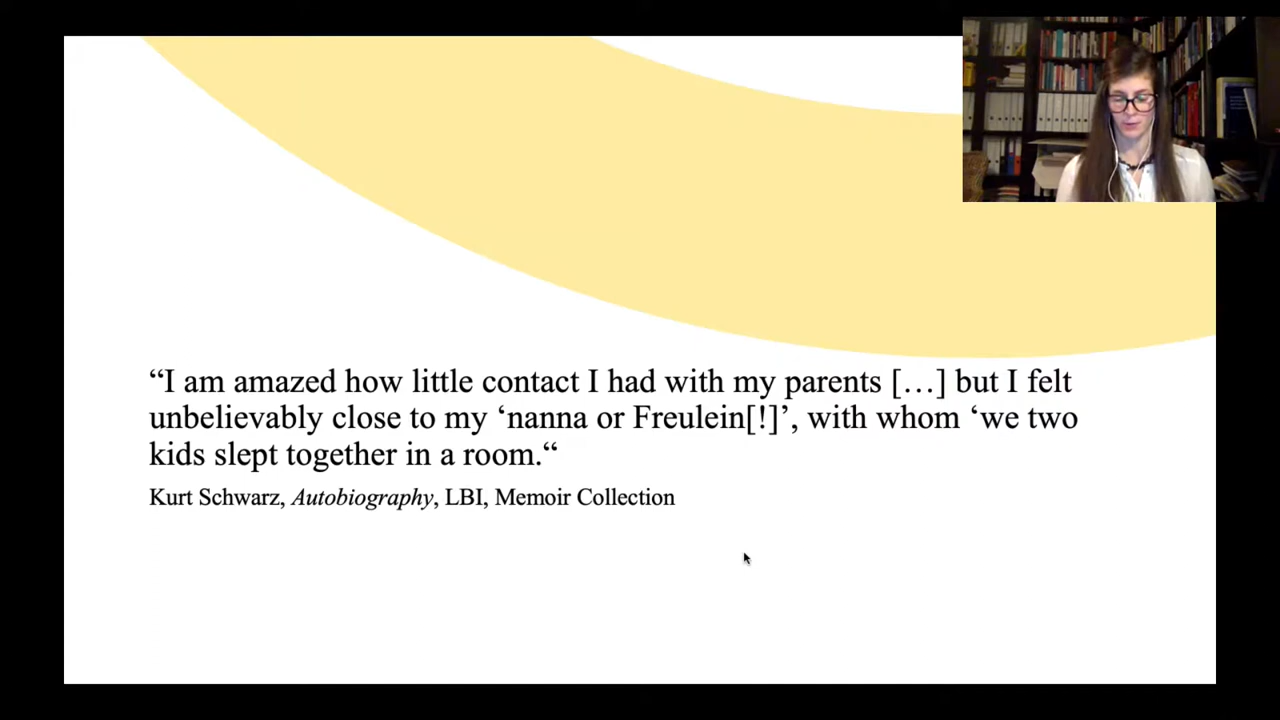 “I am amazed how little contact I had with my parents […] but I felt
unbelievably close to my ‘nanna or Freulein[!]’, with whom ‘we two
kids slept together in a room.“
Kurt Schwarz, Autobiography, LBI, Memoir Collection